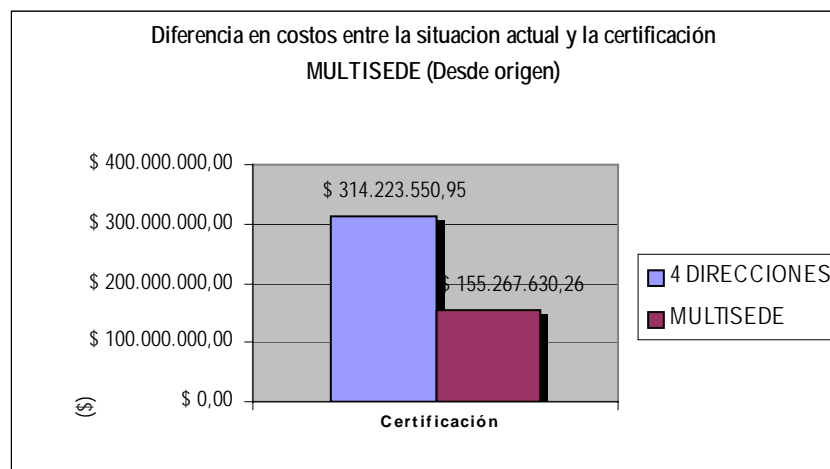 Diferencia en costos entre la situacion actual y la certificación
MULTISEDE (Desde origen)
$ 400.000.000,00
$ 300.000.000,00
$ 200.000.000,00
$ 100.000.000,00
$ 0,00
($)
$ 314.223.550,95
$ 155.267.630,26
Certificación
4 DIRECCIONES
MULTISEDE